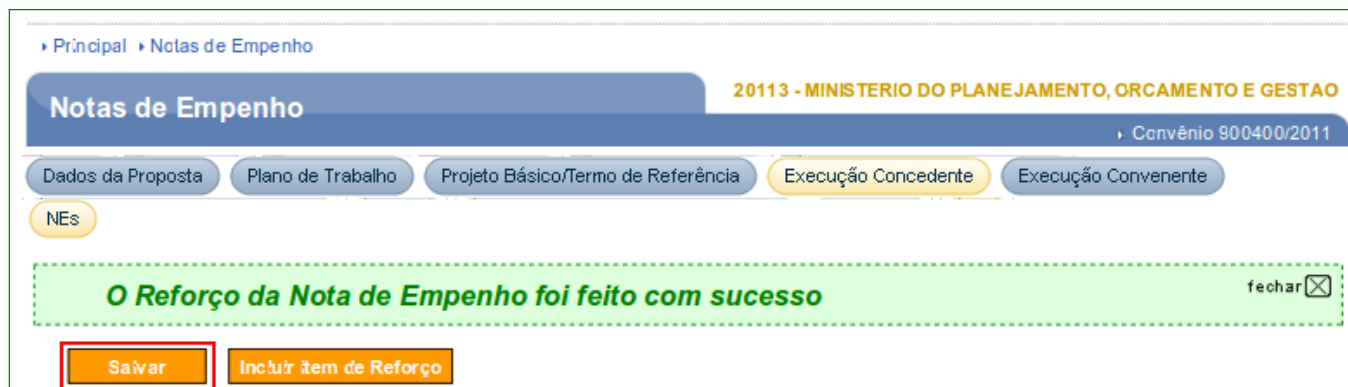 Principal Notas de Empenho
20113 - MINISTERIO DO PLANEJAMENTO, ORCAMENTO E GESTAO
Notas de Empenho
Convênio 900400/2011
Dados da Proposta Plano de Trabalho Projeto Básico/Termo de Referência Execução Concedente Execução Convenente
NEs
O Reforço da Nota de Empenho foi feito com sucesso fechar
Salvar Incluir item de Reforço